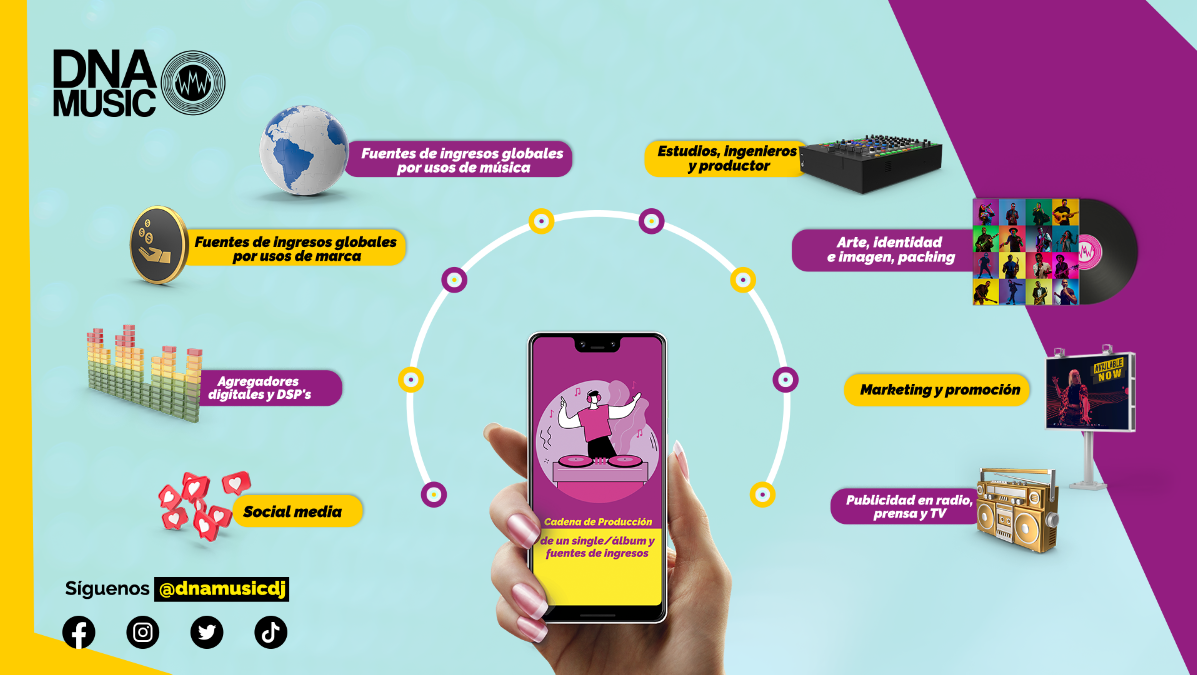 DNA
MUSIC
Fuentes de ingresos globales
por usos de música
Fuentes de ingresos globales
por usos de marca
Agregadores
digitales y DSP's
Social media
Estudios, ingenieros
y productor
Arte, identidad
e imagen, packing
Marketing y promoción
AVAILABLE
NOW
Publicidad en radio,
prensa y TV
Cadena de Producción
de un single/álbum y
fuentes de ingresos
Síguenos @dnamusicdj